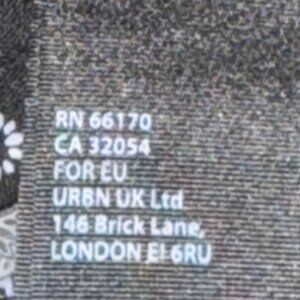 RN 66170
CA 32054
FOR EU
URBN UK Ltd.
146 Brick Lane,
LONDON E1 6RU